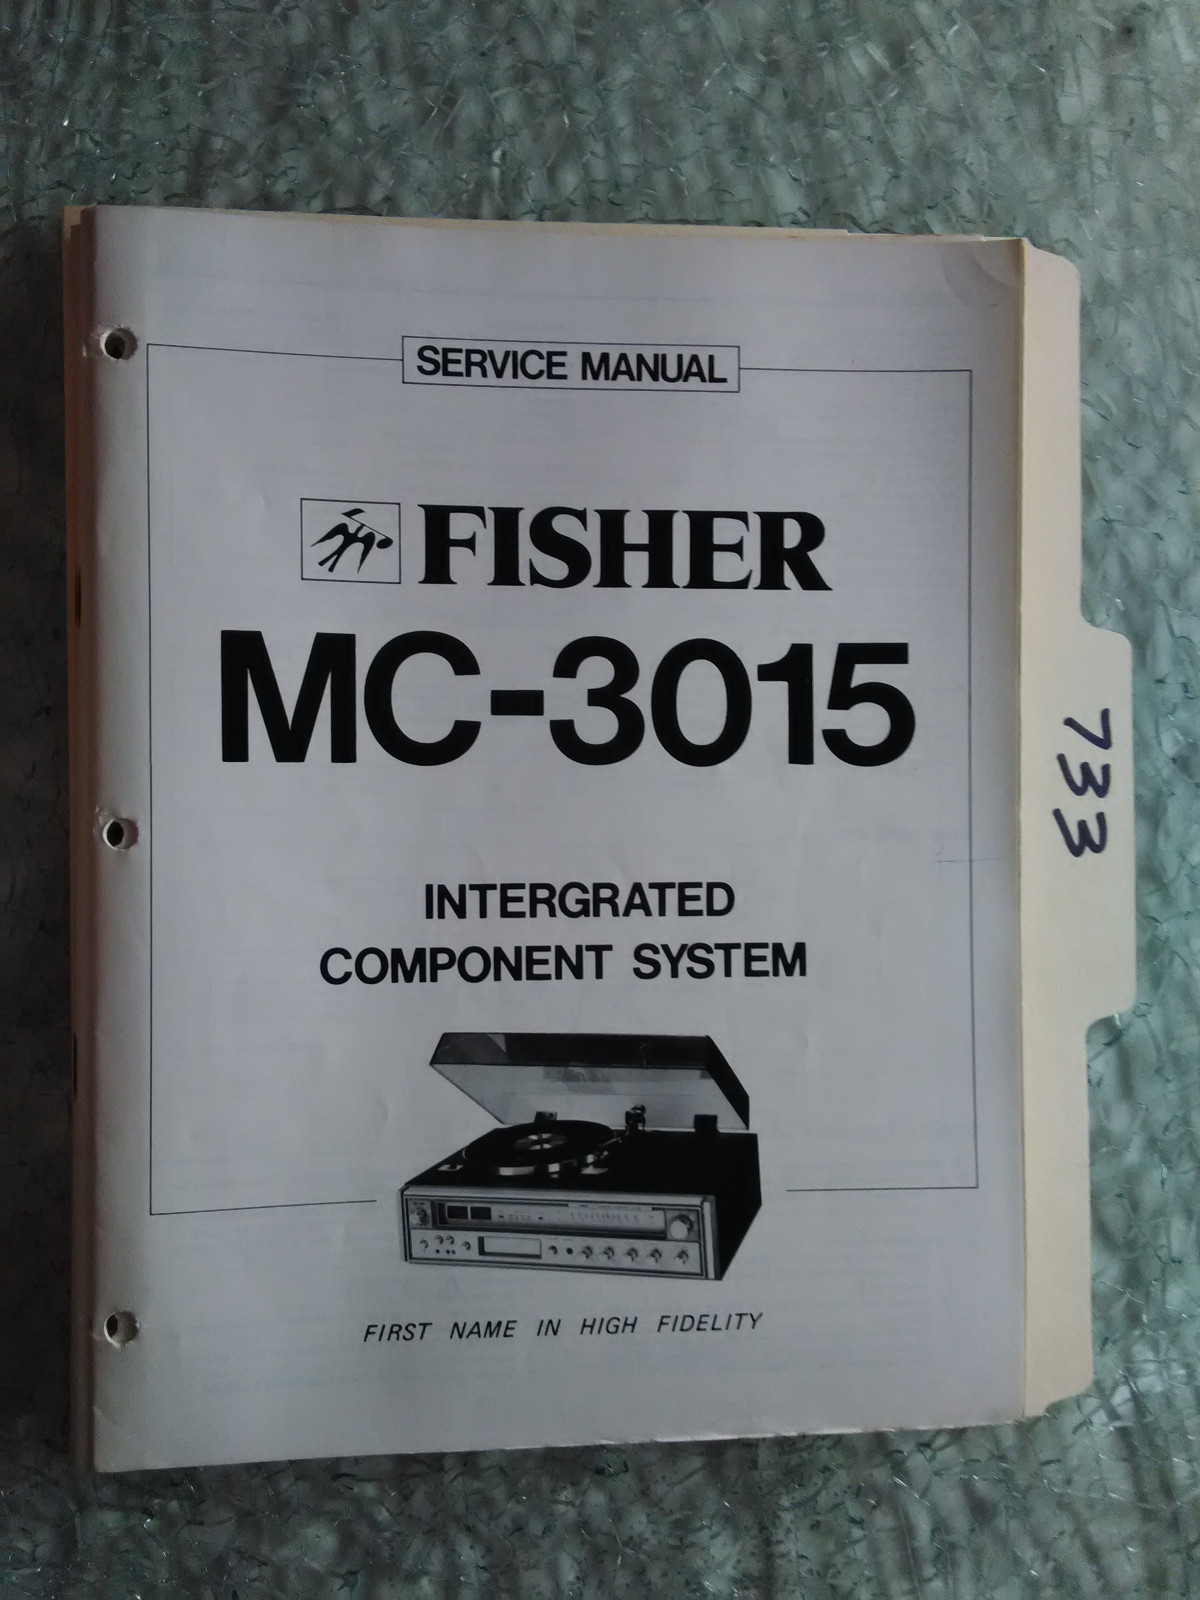 SERVICE MANUAL
FISHER
MC-3015
INTERGRATED
COMPONENT SYSTEM
FIRST NAME IN HIGH FIDELITY
733